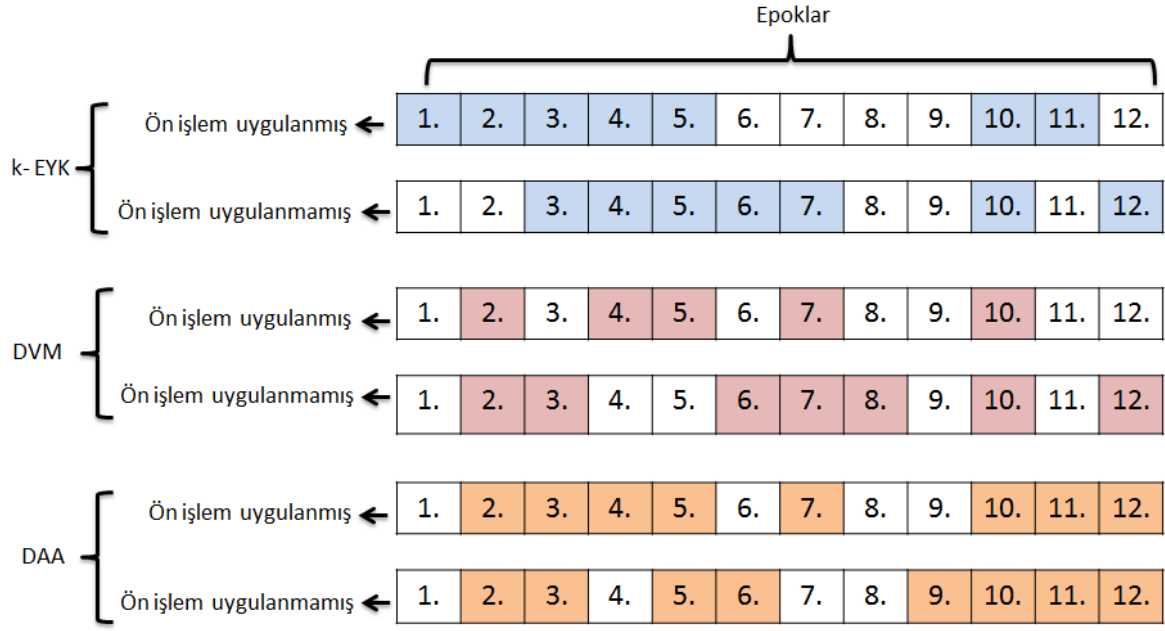 Epoklar
k- EYK
Ön işlem uygulanmış
1. 2. 3. 4. 5. 6. 7. 8. 9. 10. 11. 12.
Ön işlem uygulanmamış
1. 2. 3. 4. 5. 6. 7. 8. 9. 10. 11. 12.
DVM
Ön işlem uygulanmış
1. 2. 3. 4. 5. 6. 7. 8. 9. 10. 11. 12.
Ön işlem uygulanmamış
1. 2. 3. 4. 5. 6. 7. 8. 9. 10. 11. 12.
DAA
Ön işlem uygulanmış
1. 2. 3. 4. 5. 6. 7. 8. 9. 10. 11. 12.
Ön işlem uygulanmamış
1. 2. 3. 4. 5. 6. 7. 8. 9. 10. 11. 12.